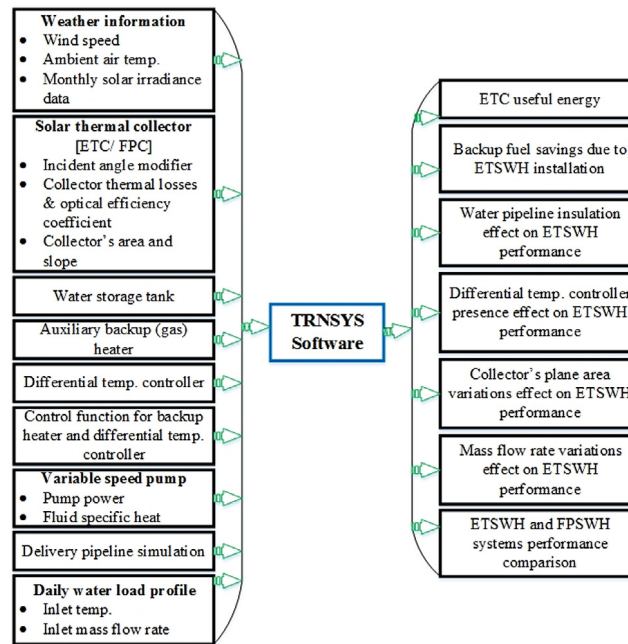 Weather information
• Wind speed
• Ambient air temp.
• Monthly solar irradiance
data
Solar thermal collector
[ETC/ FPC]
• Incident angle modifier
• Collector thermal losses
& optical efficiency
coefficient
• Collector's area and
slope
Water storage tank
Auxiliary backup (gas)
heater
Differential temp. controller
Control function for backup
heater and differential temp.
controller
Variable speed pump
• Pump power
• Fluid specific heat
Delivery pipeline simulation
Daily water load profile
• Inlet temp.
• Inlet mass flow rate
TRNSYS
Software
ETC useful energy
Backup fuel savings due to
ETSWH installation
Water pipeline insulation
effect on ETSWH
performance
Differential temp. controller
presence effect on ETSWH
performance
Collector's plane area
variations effect on ETSWH
performance
Mass flow rate variations
effect on ETSWH
performance
ETSWH and FPSWH
systems performance
comparison